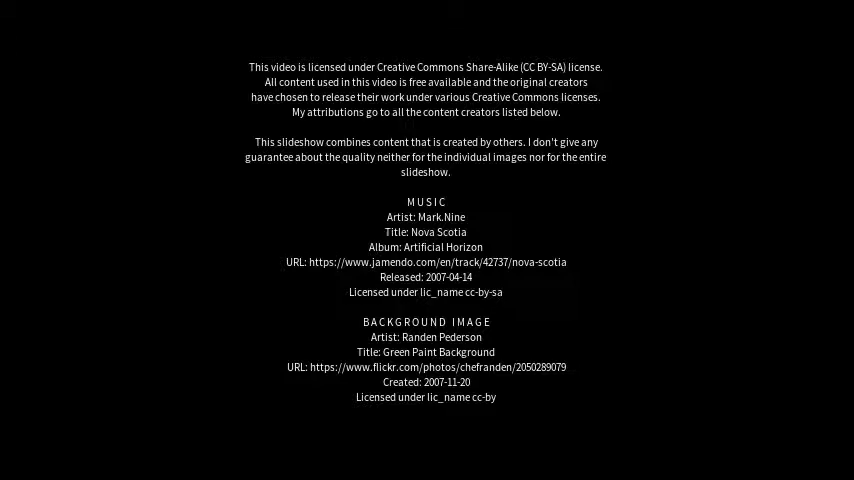 This video is licensed under Creative Commons Share-Alike (CC BY-SA) license.
All content used in this video is free available and the original creators
have chosen to release their work under various Creative Commons licenses.
My attributions go to all the content creators listed below.
This slideshow combines content that is created by others. I don't give any
guarantee about the quality neither for the individual images nor for the entire
slideshow.
MUSIC
Artist: Mark.Nine
Title: Nova Scotia
Album: Artificial Horizon
URL: https://www.jamendo.com/en/track/42737/nova-scotia
Released: 2007-04-14
Licensed under lic_name cc-by-sa
BACKGROUND IMAGE
Artist: Randen Pederson
Title: Green Paint Background
URL: https://www.flickr.com/photos/chefranden/2050289079
Created: 2007-11-20
Licensed under lic_name cc-by